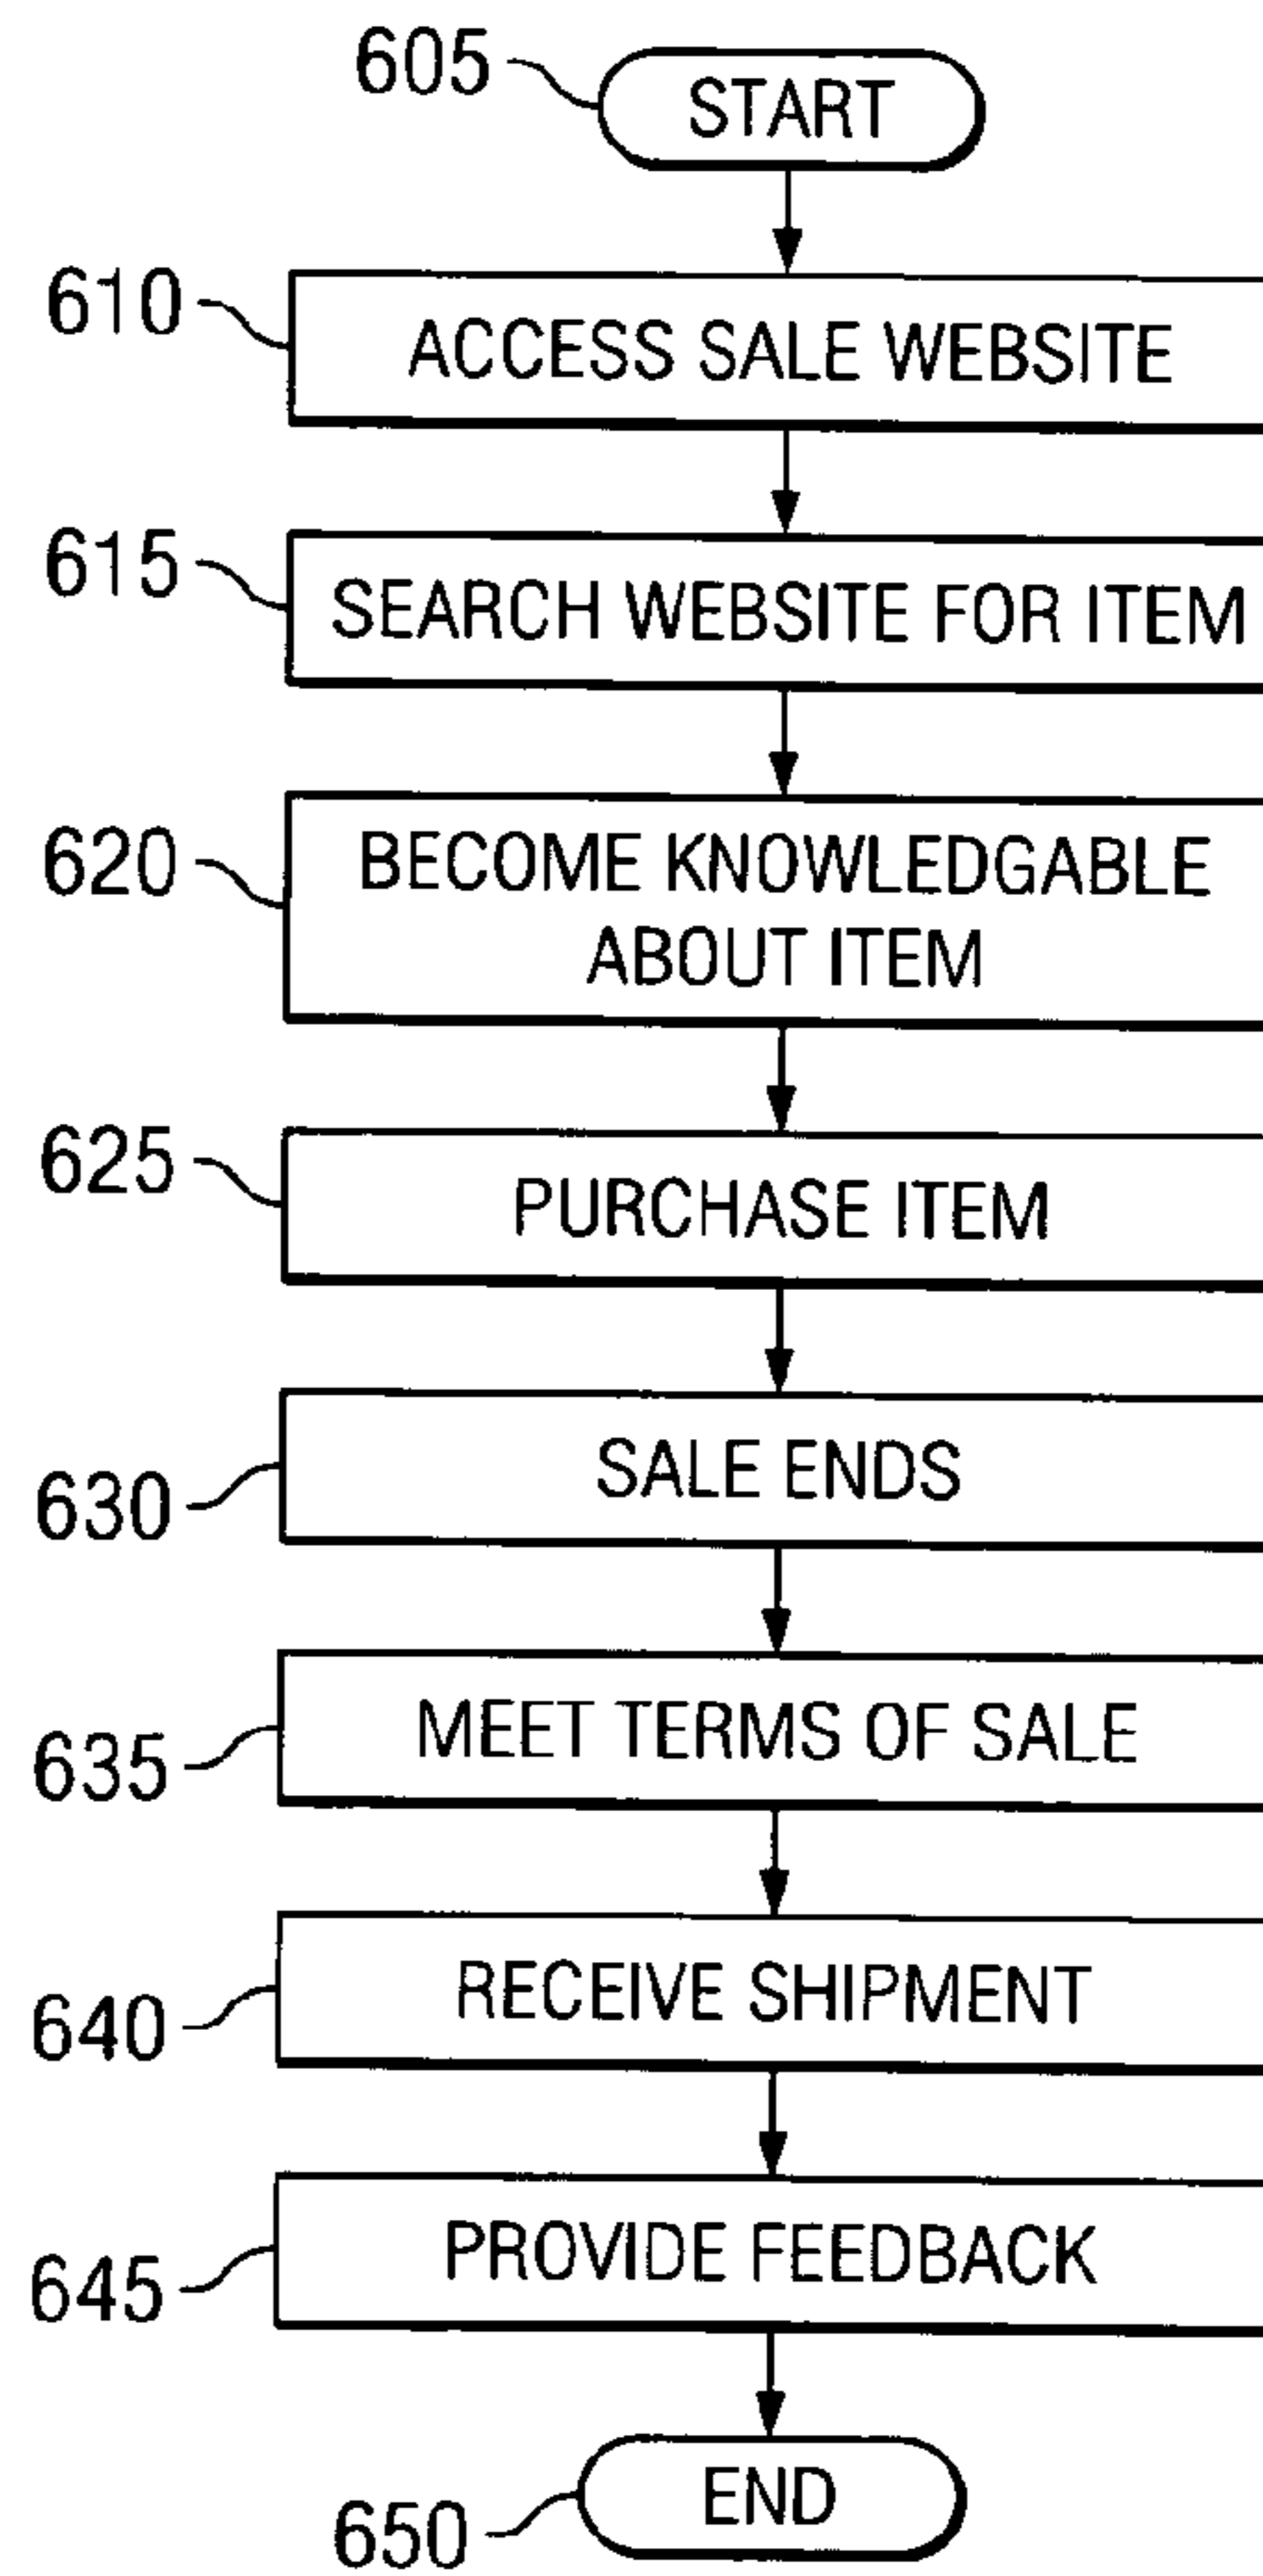 605 START
610 ACCESS SALE WEBSITE
615 SEARCH WEBSITE FOR ITEM
620 BECOME KNOWLEDGABLE
ABOUT ITEM
625 PURCHASE ITEM
630 SALE ENDS
635 MEET TERMS OF SALE
640 RECEIVE SHIPMENT
645 PROVIDE FEEDBACK
650 END